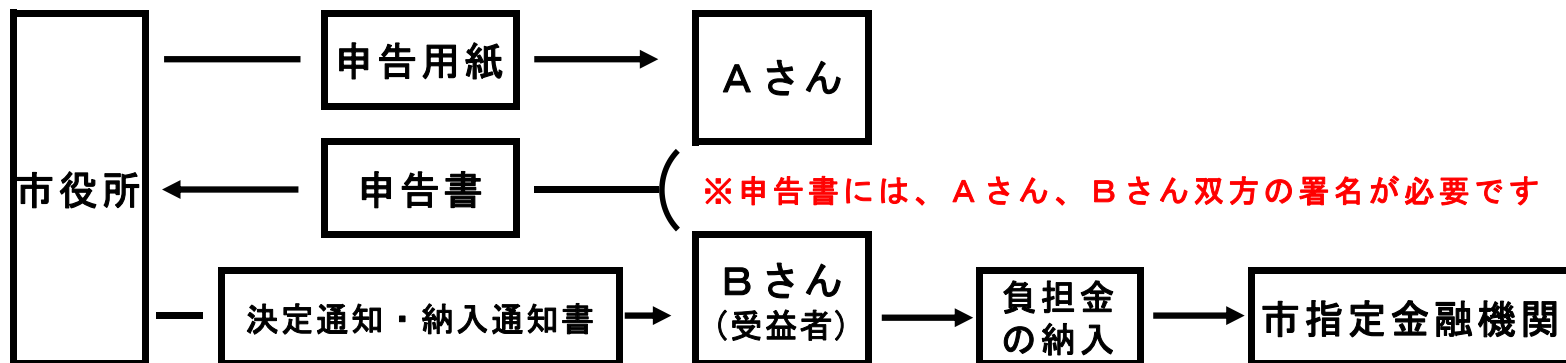 市役所
申告用紙
Aさん
申告書
※申告書には、Aさん、Bさん双方の署名が必要です
決定通知・納入通知書
Bさん
(受益者)
負担金
の納入
市指定金融機関